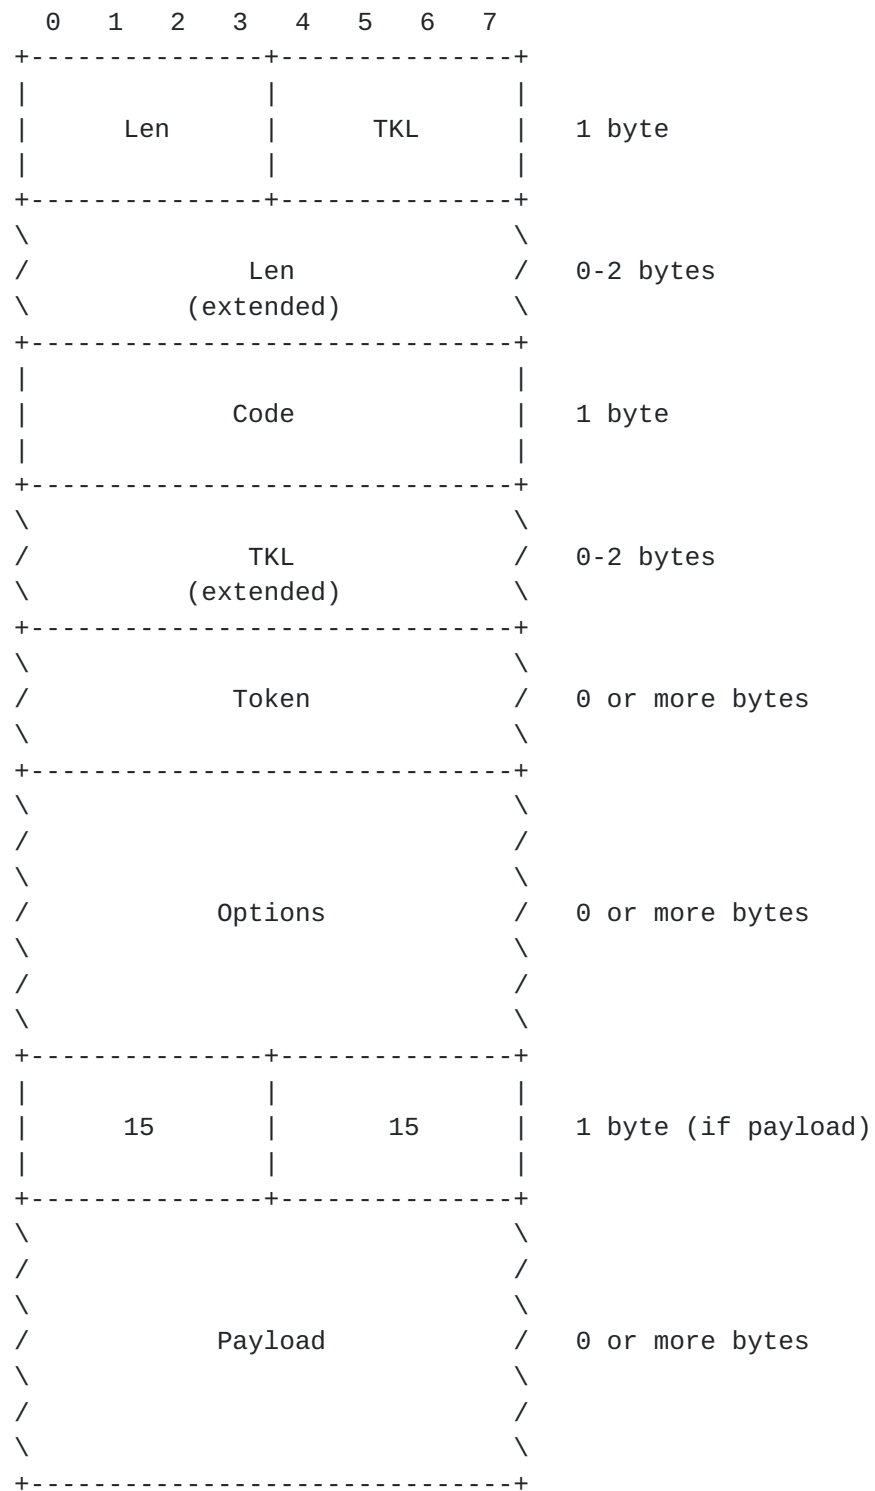 0 1 2 3 4 5 6 7
+---------------+---------------+
| | |
| Len | TKL | 1 byte
| | |
+---------------+---------------+
\ \
/ Len / 0-2 bytes
\ (extended) \
+-------------------------------+
| |
| Code | 1 byte
| |
+-------------------------------+
\ \
/ TKL / 0-2 bytes
\ (extended) \
+-------------------------------+
\ \
/ Token / 0 or more bytes
\ \
+-------------------------------+
\ \
/ /
\ \
/ Options / 0 or more bytes
\ \
/ /
\ \
+---------------+---------------+
| | |
| 15 | 15 | 1 byte (if payload)
| | |
+---------------+---------------+
\ \
/ /
\ \
/ Payload / 0 or more bytes
\ \
/ /
\ \
+-------------------------------+